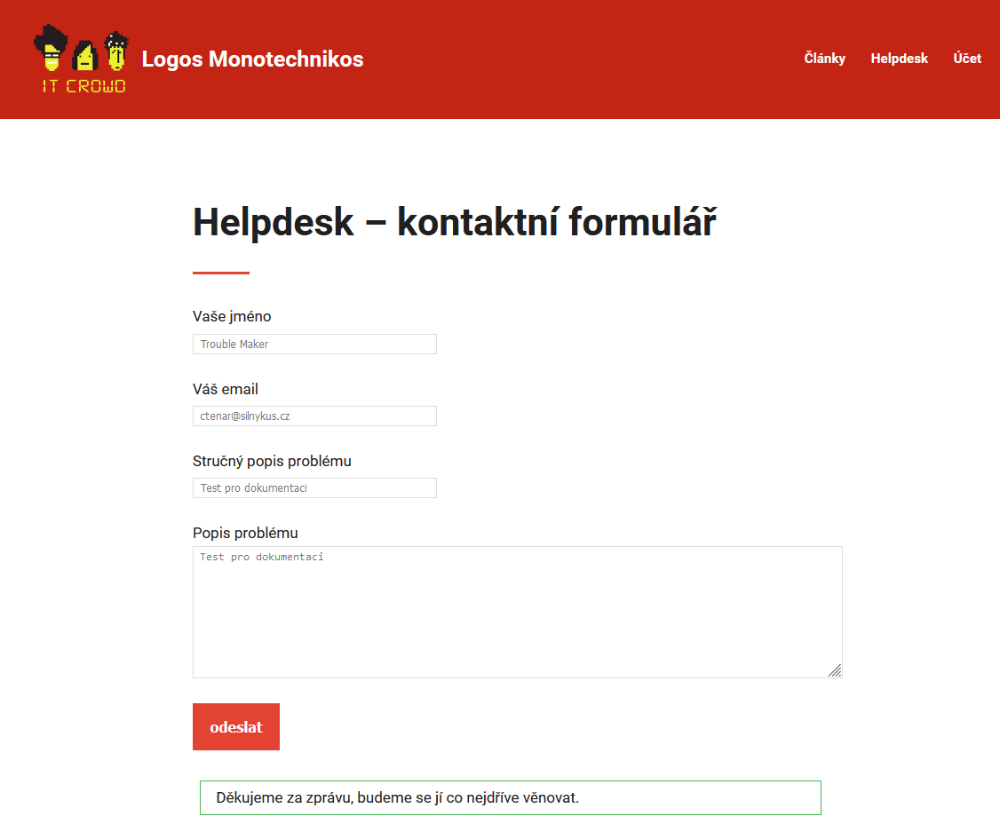 IT CROWD
Logos Monotechnikos
Články Helpdesk Účet
Helpdesk – kontaktní formulář
Vaše jméno
Trouble Maker
Váš email
ctenar@silnykus.cz
Stručný popis problému
Test pro dokumentaci
Popis problému
Test pro dokumentaci
odeslat
Děkujeme za zprávu, budeme se jí co nejdříve věnovat.